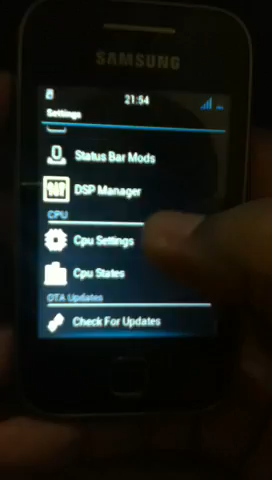 SAMSUNG
21:54
Settings
Status Bar Mods
DSP Manager
CPU
Cpu Settings
Cpu States
OTA Updates
Check For Updates